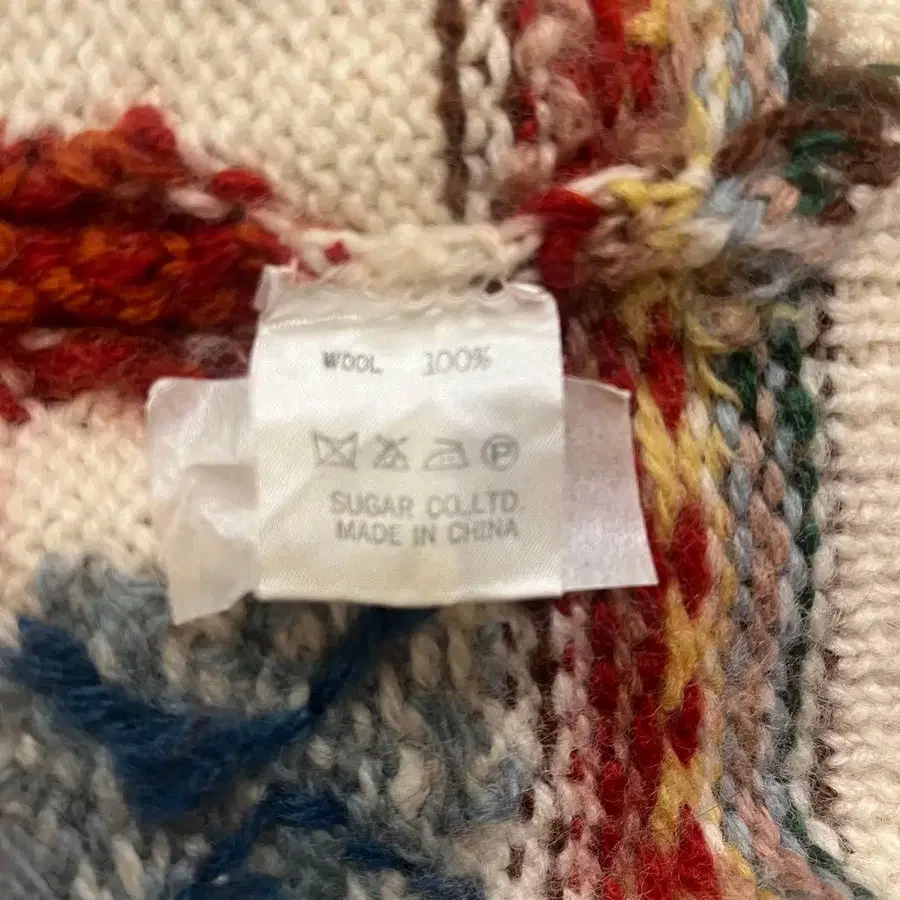 WOOL 100%
P
SUGAR CO.,LTD.
MADE IN CHINA